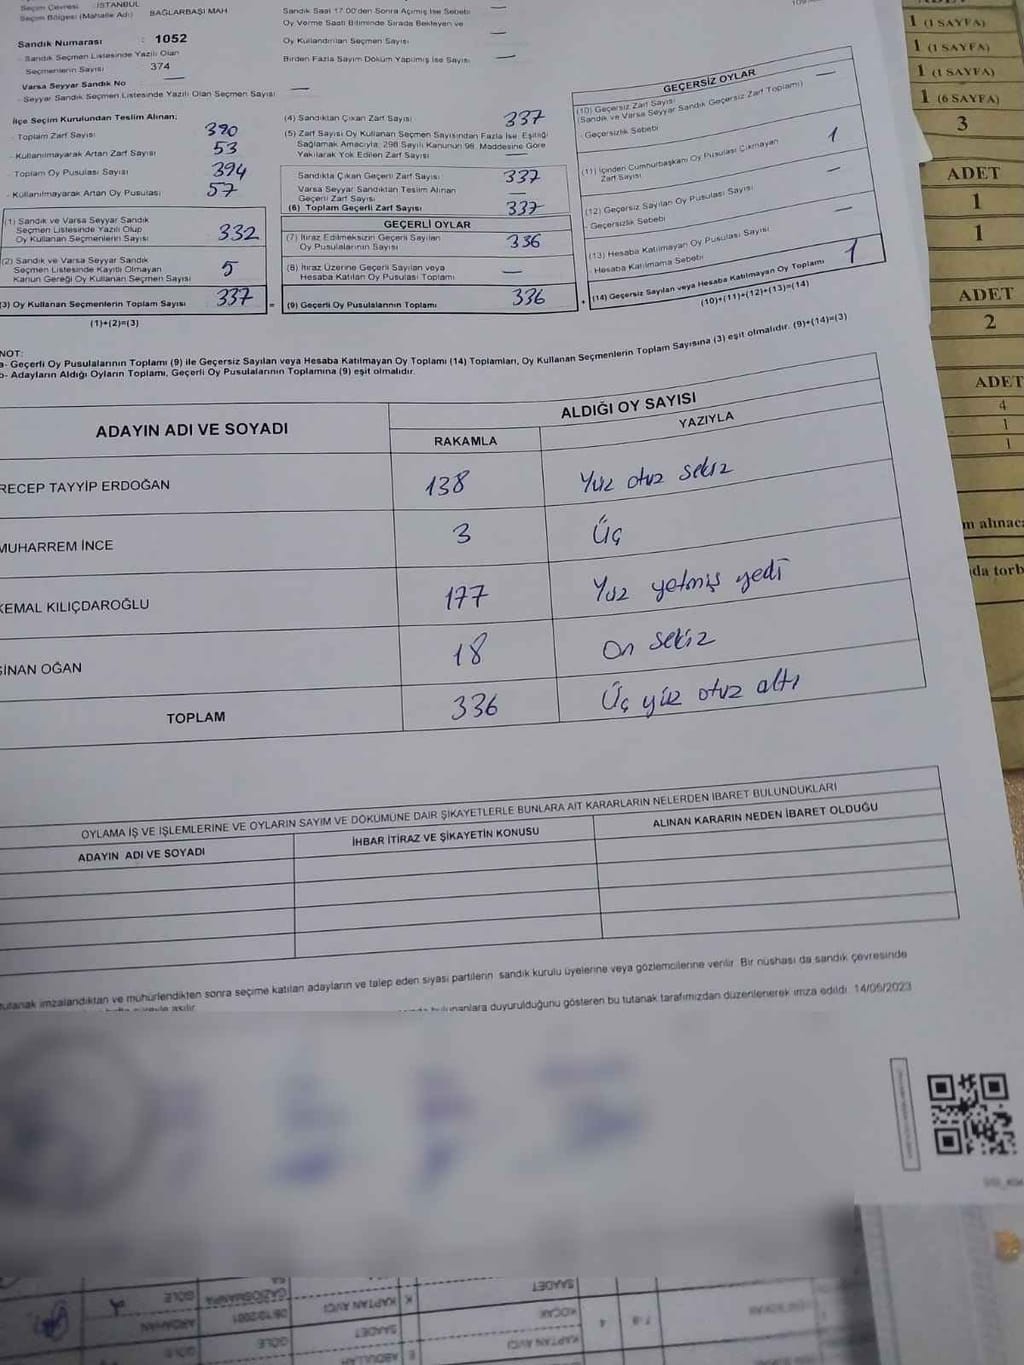 Seçim Çevresi : İSTANBUL
Seçim Bölgesi (Mahalle Adı) BAĞLARBAŞI MAH
Sandık Numarası : 1052
- Sandık Seçmen Listesinde Yazılı Olan
Seçmenlerin Sayısı 374
Varsa Seyyar Sandık No —
- Seyyar Sandık Seçmen Listesinde Yazılı Olan Seçmen Sayısı —
Sandık Saat 17:00'den Sonra Açımış İse Sebebi —
Oy Verme Saati Bitiminde Sırada Bekleyen ve
Oy Kullandırılan Seçmen Sayısı —
Birden Fazla Sayım Döküm Yapılmış İse Sayısı —
İlçe Seçim Kurulundan Teslim Alınan;
- Toplam Zarf Sayısı 390
- Kullanılmayarak Artan Zarf Sayısı 53
- Toplam Oy Pusulası Sayısı 394
- Kullanılmayarak Artan Oy Pusulası 57
(1) Sandık ve Varsa Seyyar Sandık
Seçmen Listesinde Yazılı Olup
Oy Kullanan Seçmenlerin Sayısı 332
(2) Sandık ve Varsa Seyyar Sandık
Seçmen Listesinde Kayıtlı Olmayan
Kanun Gereği Oy Kullanan Seçmen Sayısı 5
(3) Oy Kullanan Seçmenlerin Toplam Sayısı 337
(1)+(2)=(3)
(4) Sandıktan Çıkan Zarf Sayısı 337
(5) Zarf Sayısı Oy Kullanan Seçmen Sayısından Fazla İse, Eşitliği
Sağlamak Amacıyla; 298 Sayılı Kanunun 98. Maddesine Göre
Yakılarak Yok Edilen Zarf Sayısı —
Sandıkta Çıkan Geçerli Zarf Sayısı 337
Varsa Seyyar Sandıktan Teslim Alınan
Geçerli Zarf Sayısı —
(6) Toplam Geçerli Zarf Sayısı 337
GEÇERLİ OYLAR
(7) İtiraz Edilmeksizin Geçerli Sayılan
Oy Pusulalarının Sayısı 336
(8) İtiraz Üzerine Geçerli Sayılan veya
Hesaba Katılan Oy Pusulası Toplamı —
= (9) Geçerli Oy Pusulalarının Toplamı 336 +
GEÇERSİZ OYLAR
(10) Geçersiz Zarf Sayısı
(Sandık ve Varsa Seyyar Sandık Geçersiz Zarf Toplamı) —
- Geçersizlik Sebebi
(11) İçinden Cumhurbaşkanı Oy Pusulası Çıkmayan
Zarf Sayısı 1
(12) Geçersiz Sayılan Oy Pusulası Sayısı —
- Geçersizlik Sebebi
(13) Hesaba Katılmayan Oy Pusulası Sayısı —
- Hesaba Katılmama Sebebi
(14) Geçersiz Sayılan veya Hesaba Katılmayan Oy Toplamı 1
(10)+(11)+(12)+(13)=(14)
NOT:
a- Geçerli Oy Pusulalarının Toplamı (9) ile Geçersiz Sayılan veya Hesaba Katılmayan Oy Toplamı (14) Toplamları, Oy Kullanan Seçmenlerin Toplam Sayısına (3) eşit olmalıdır. (9)+(14)=(3)
b- Adayların Aldığı Oyların Toplamı, Geçerli Oy Pusulalarının Toplamına (9) eşit olmalıdır.
ADAYIN ADI VE SOYADI
ALDIĞI OY SAYISI
RAKAMLA YAZIYLA
RECEP TAYYİP ERDOĞAN 138 Yüz otuz sekiz
MUHARREM İNCE 3 Üç
KEMAL KILIÇDAROĞLU 177 Yüz yetmiş yedi
SİNAN OĞAN 18 On sekiz
TOPLAM 336 Üç yüz otuz altı
OYLAMA İŞ VE İŞLEMLERİNE VE OYLARIN SAYIM VE DÖKÜMÜNE DAİR ŞİKAYETLERLE BUNLARA AİT KARARLARIN NELERDEN İBARET BULUNDUKLARI
ADAYIN ADI VE SOYADI İHBAR İTİRAZ VE ŞİKAYETİN KONUSU ALINAN KARARIN NEDEN İBARET OLDUĞU
tutanak imzalandıktan ve mühürlendikten sonra seçime katılan adayların ve talep eden siyasi partilerin sandık kurulu üyelerine veya gözlemcilerine verilir. Bir nüshası da sandık çevresinde
bulunanlara duyurulduğunu gösteren bu tutanak tarafımızdan düzenlenerek imza edildi. 14/05/2023
1 (1 SAYFA)
1 (1 SAYFA)
1 (1 SAYFA)
1 (6 SAYFA)
3
ADET
1
1
ADET
2
ADET
4
1
1
m alınac
da torb
SAADET
KAPTAN AVCI
GAZİOSMANPAŞA
GÖLE
KOÇAK
08/10/2001
ARDAHAN
KAPTAN AVCI
SAADET
GÖLE
ABDULLAH